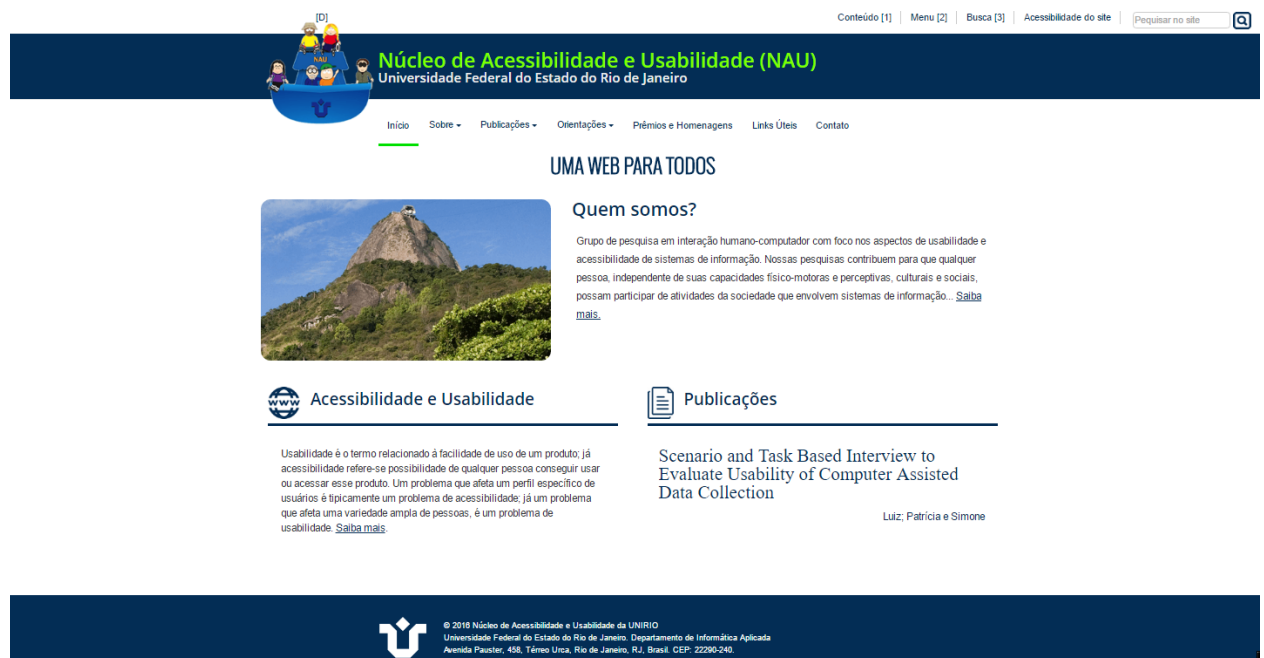 [D]
Conteúdo [1] Menu [2] Busca [3] Acessibilidade do site Pesquisar no site
NAU
Núcleo de Acessibilidade e Usabilidade (NAU)
Universidade Federal do Estado do Rio de Janeiro
Início Sobre Publicações Orientações Prêmios e Homenagens Links Úteis Contato
UMA WEB PARA TODOS
Quem somos?
Grupo de pesquisa em interação humano-computador com foco nos aspectos de usabilidade e
acessibilidade de sistemas de informação. Nossas pesquisas contribuem para que qualquer
pessoa, independente de suas capacidades físico-motoras e perceptivas, culturais e sociais,
possam participar de atividades da sociedade que envolvem sistemas de informação... Saiba
mais.
www Acessibilidade e Usabilidade
Usabilidade é o termo relacionado à facilidade de uso de um produto; já
acessibilidade refere-se possibilidade de qualquer pessoa conseguir usar
ou acessar esse produto. Um problema que afeta um perfil específico de
usuários é tipicamente um problema de acessibilidade; já um problema
que afeta uma variedade ampla de pessoas, é um problema de
usabilidade. Saiba mais.
Publicações
Scenario and Task Based Interview to
Evaluate Usability of Computer Assisted
Data Collection
Luiz; Patrícia e Simone
© 2016 Núcleo de Acessibilidade e Usabilidade da UNIRIO
Universidade Federal do Estado do Rio de Janeiro. Departamento de Informática Aplicada
Avenida Pauster, 458, Térreo Urca, Rio de Janeiro, RJ, Brasil. CEP: 22290-240.